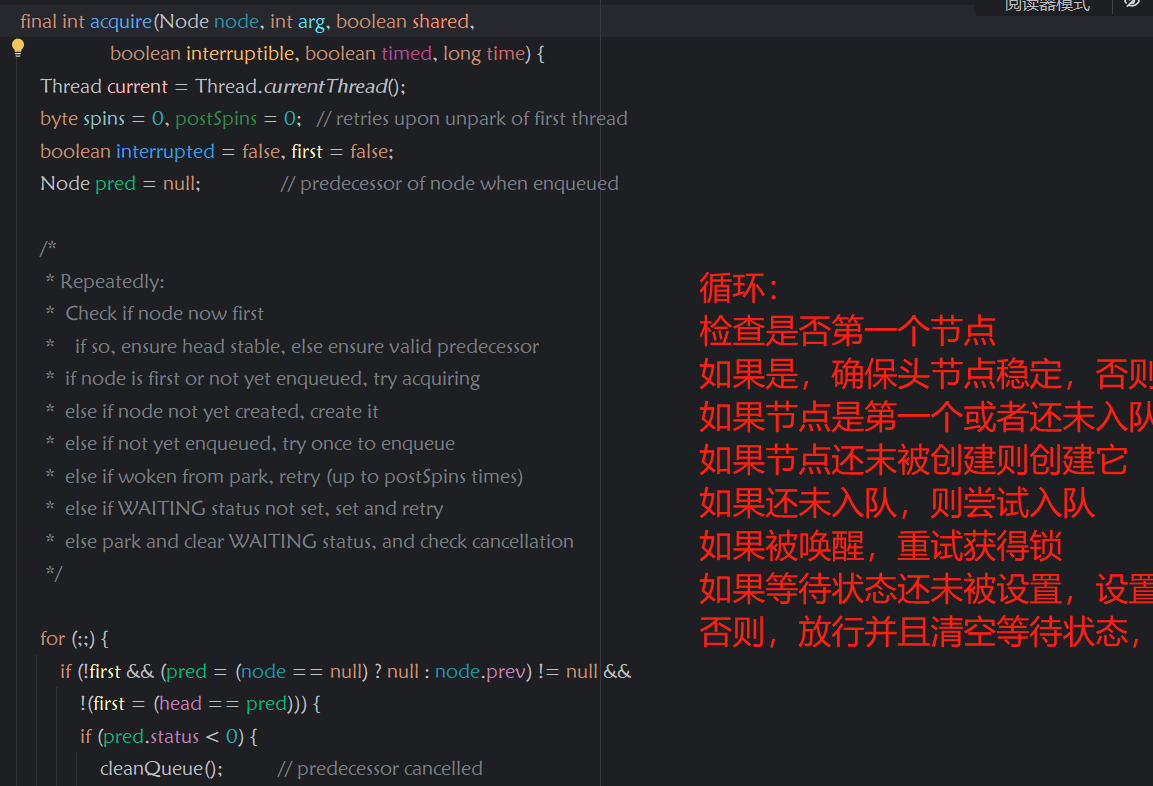 阅读器模式
final int acquire(Node node, int arg, boolean shared,
boolean interruptible, boolean timed, long time) {
Thread current = Thread.currentThread();
byte spins = 0, postSpins = 0;  // retries upon unpark of first thread
boolean interrupted = false, first = false;
Node pred = null;  // predecessor of node when enqueued
/*
* Repeatedly:
* Check if node now first
* if so, ensure head stable, else ensure valid predecessor
* if node is first or not yet enqueued, try acquiring
* else if node not yet created, create it
* else if not yet enqueued, try once to enqueue
* else if woken from park, retry (up to postSpins times)
* else if WAITING status not set, set and retry
* else park and clear WAITING status, and check cancellation
*/
for (;;) {
if (!first && (pred = (node == null) ? null : node.prev) != null &&
!(first = (head == pred))) {
if (pred.status < 0) {
cleanQueue();  // predecessor cancelled
循环：
检查是否第一个节点
如果是，确保头节点稳定，否则
如果节点是第一个或者还未入队
如果节点还未被创建则创建它
如果还未入队，则尝试入队
如果被唤醒，重试获得锁
如果等待状态还未被设置，设置
否则，放行并且清空等待状态，